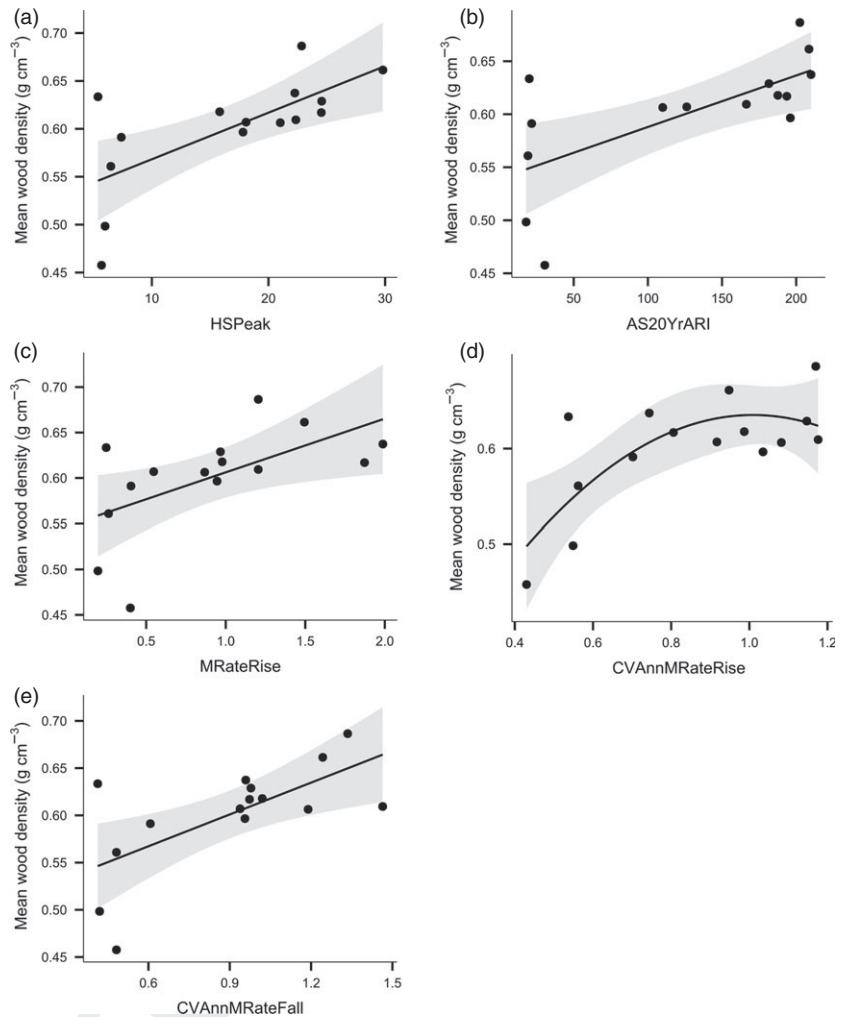 (a)
Mean wood density (g cm−3)
0.70
0.65
0.60
0.55
0.50
0.45
10 20 30
HSPeak
(b)
Mean wood density (g cm−3)
0.65
0.60
0.55
0.50
0.45
50 100 150 200
AS20YrARI
(c)
Mean wood density (g cm−3)
0.70
0.65
0.60
0.55
0.50
0.45
0.5 1.0 1.5 2.0
MRateRise
(d)
Mean wood density (g cm−3)
0.6
0.5
0.4 0.6 0.8 1.0 1.2
CVAnnMRateRise
(e)
Mean wood density (g cm−3)
0.70
0.65
0.60
0.55
0.50
0.45
0.6 0.9 1.2 1.5
CVAnnMRateFall